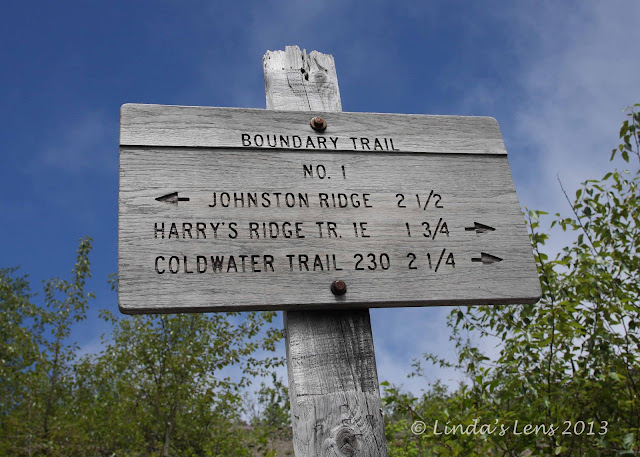 BOUNDARY TRAIL
NO. 1
JOHNSTON RIDGE 2 1/2
HARRY'S RIDGE TR. 1E 1 3/4
COLDWATER TRAIL 230 2 1/4
© Linda's Lens 2013